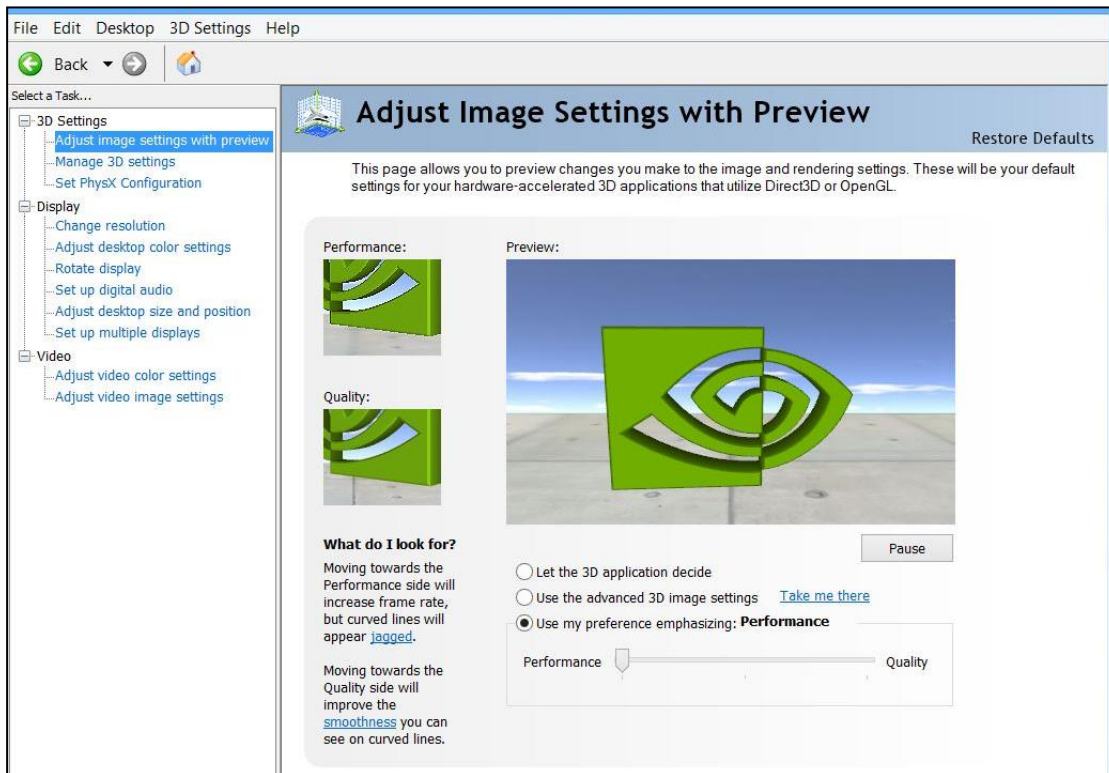 File Edit Desktop 3D Settings Help
Back
Select a Task...
3D Settings
Adjust image settings with preview
Manage 3D settings
Set PhysX Configuration
Display
Change resolution
Adjust desktop color settings
Rotate display
Set up digital audio
Adjust desktop size and position
Set up multiple displays
Video
Adjust video color settings
Adjust video image settings
Adjust Image Settings with Preview
Restore Defaults
This page allows you to preview changes you make to the image and rendering settings. These will be your default
settings for your hardware-accelerated 3D applications that utilize Direct3D or OpenGL.
Performance:
Quality:
What do I look for?
Moving towards the
Performance side will
increase frame rate,
but curved lines will
appear jagged.
Moving towards the
Quality side will
improve the
smoothness you can
see on curved lines.
Preview:
Pause
Let the 3D application decide
Use the advanced 3D image settings Take me there
Use my preference emphasizing: Performance
Performance Quality